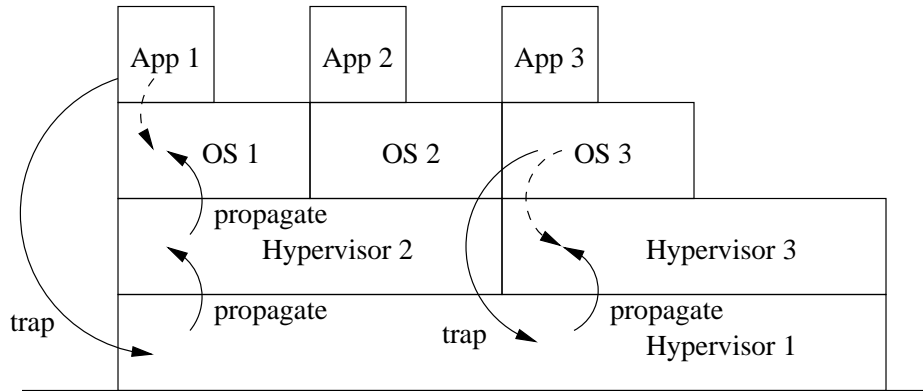 App 1
App 2
App 3
OS 1
OS 2
OS 3
propagate
Hypervisor 2
Hypervisor 3
propagate
propagate
trap
trap
Hypervisor 1